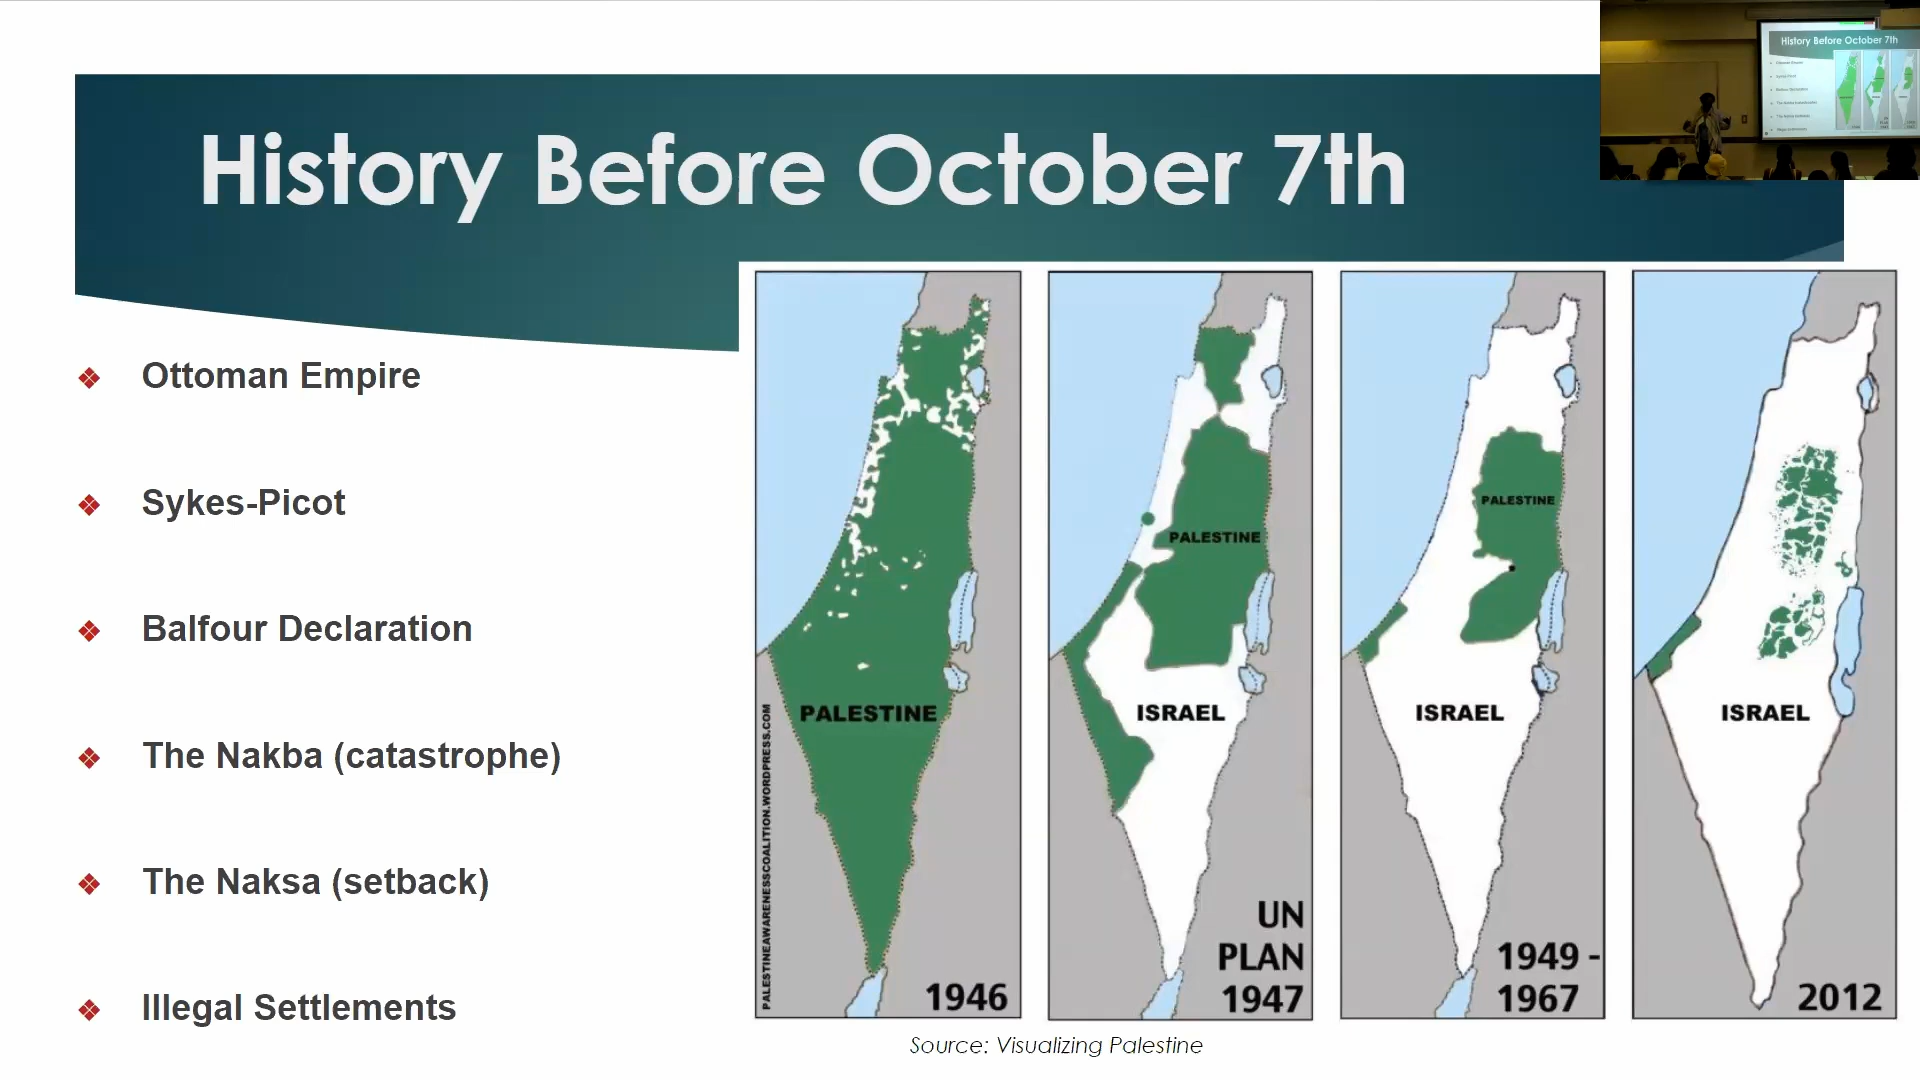 History Before October 7th
History Before October 7th
Ottoman Empire
Sykes-Picot
Balfour Declaration
The Nakba (catastrophe)
The Naksa (setback)
Illegal Settlements
PALESTINE
PALESTINEAWARENESSCOALITION.WORDPRESS.COM
1946
PALESTINE
ISRAEL
UN
PLAN
1947
PALESTINE
ISRAEL
1949 -
1967
ISRAEL
2012
Source: Visualizing Palestine